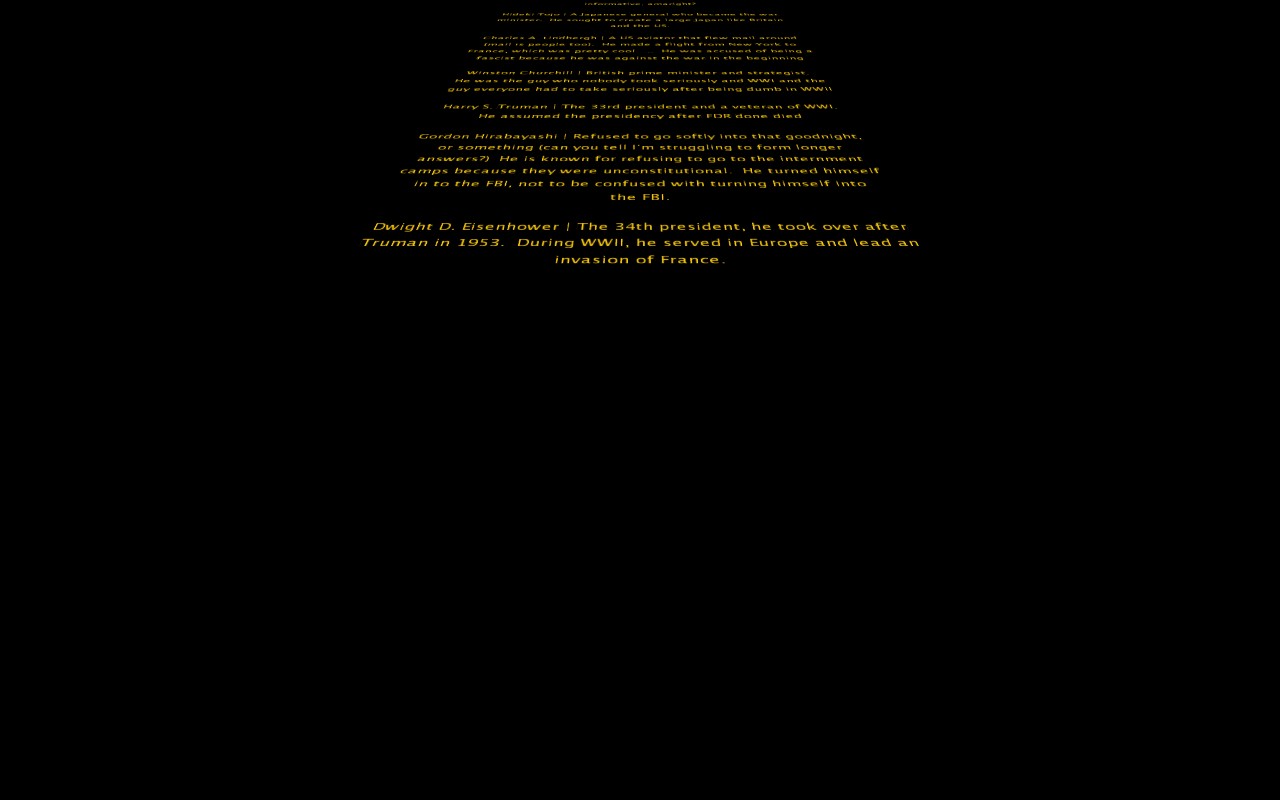 informative, amaright?
Hideki Tojo | A Japanese general who became the war
minister.  He sought to create a large Japan like Britain
and the US.
Charles A. Lindbergh | A US aviator that flew mail around
(mail is people too).  He made a flight from New York to
France, which was pretty cool . . .  He was accused of being a
fascist because he was against the war in the beginning
Winston Churchill | British prime minister and strategist.
He was the guy who nobody took seriously and WWI and the
guy everyone had to take seriously after being dumb in WWII
Harry S. Truman | The 33rd president and a veteran of WWI.
He assumed the presidency after FDR done died
Gordon Hirabayashi | Refused to go softly into that goodnight,
or something (can you tell I'm struggling to form longer
answers?)  He is known for refusing to go to the internment
camps because they were unconstitutional.  He turned himself
in to the FBI, not to be confused with turning himself into
the FBI.
Dwight D. Eisenhower | The 34th president, he took over after
Truman in 1953.  During WWII, he served in Europe and lead an
invasion of France.